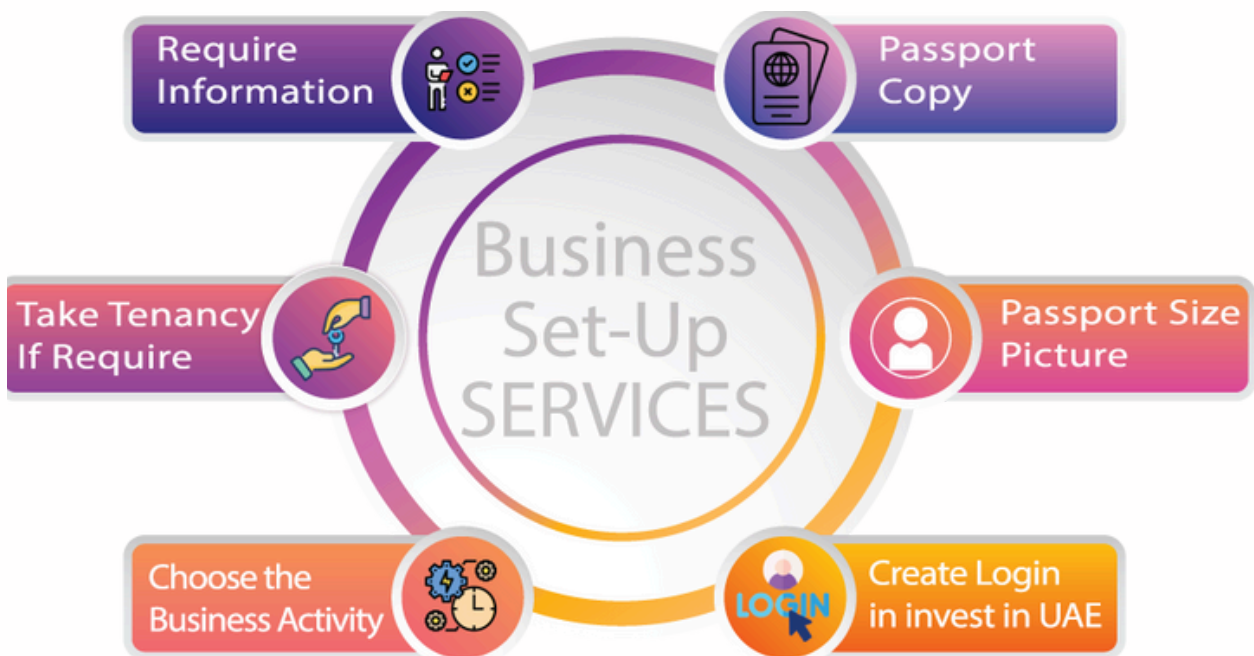 Require
Information
Passport
Copy
Business
Set-Up
SERVICES
Take Tenancy
If Require
Passport Size
Picture
Choose the
Business Activity
LOGIN
Create Login
in invest in UAE